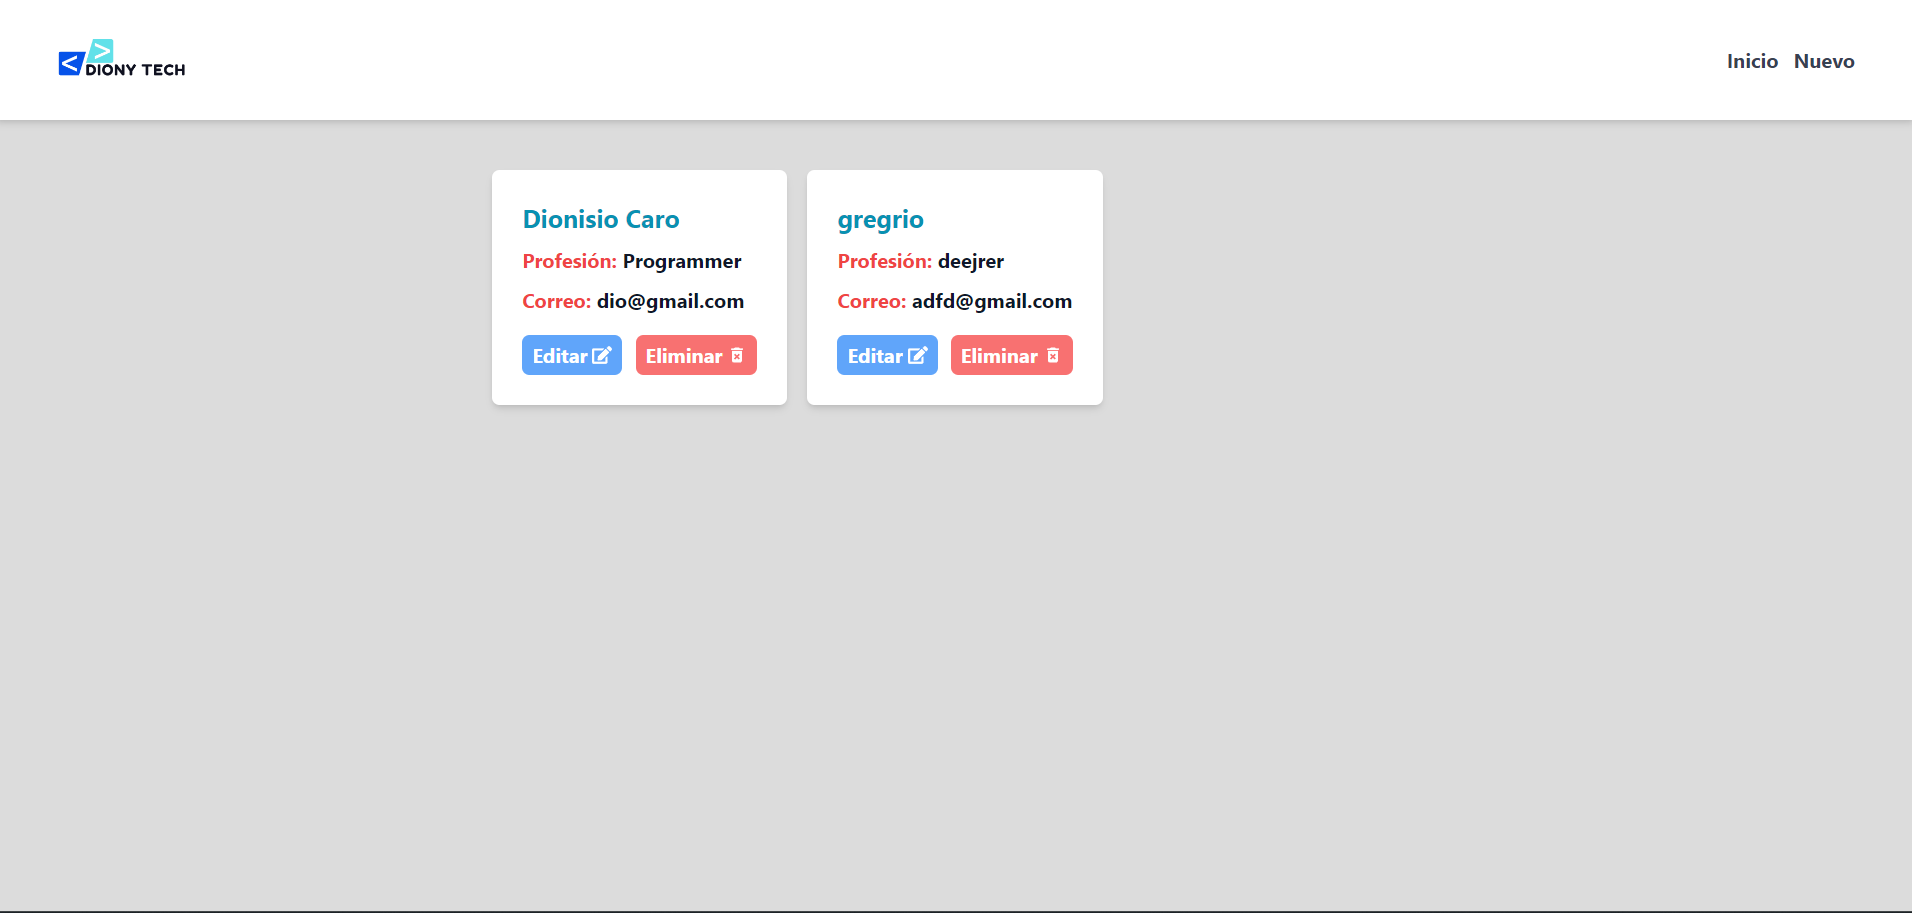 < >
DIONY TECH
Inicio Nuevo
Dionisio Caro
Profesión: Programmer
Correo: dio@gmail.com
Editar Eliminar
gregrio
Profesión: deejrer
Correo: adfd@gmail.com
Editar Eliminar